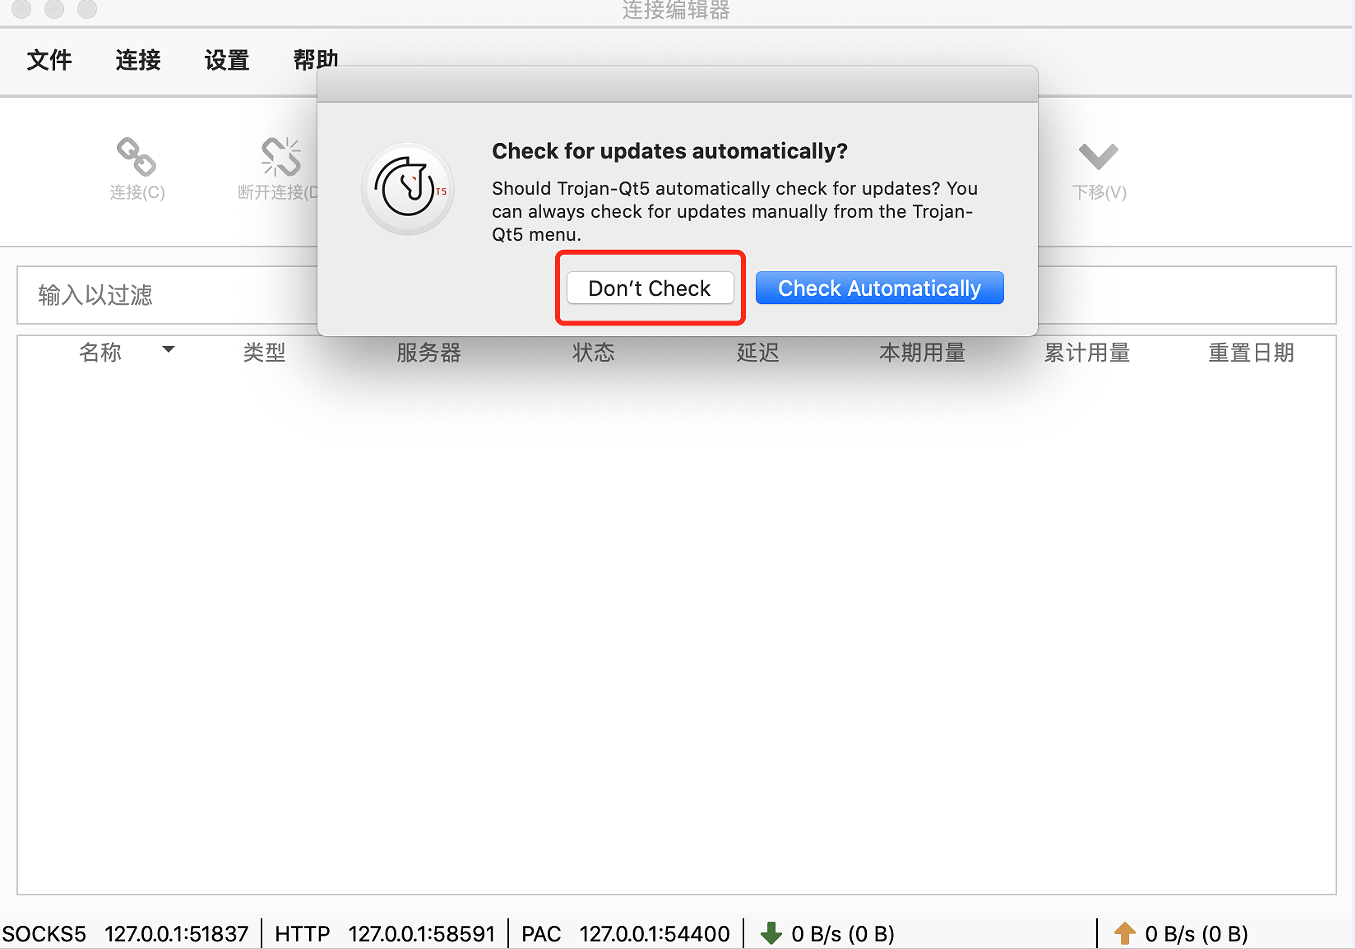 连接编辑器
文件 连接 设置 帮助
Check for updates automatically?
Should Trojan-Qt5 automatically check for updates? You
can always check for updates manually from the Trojan-
Qt5 menu.
T5
Don't Check Check Automatically
连接(C) 断开连接(D 下移(V)
输入以过滤
名称 类型 服务器 状态 延迟 本期用量 累计用量 重置日期
SOCKS5 127.0.0.1:51837 HTTP 127.0.0.1:58591 PAC 127.0.0.1:54400 0 B/s (0 B) 0 B/s (0 B)